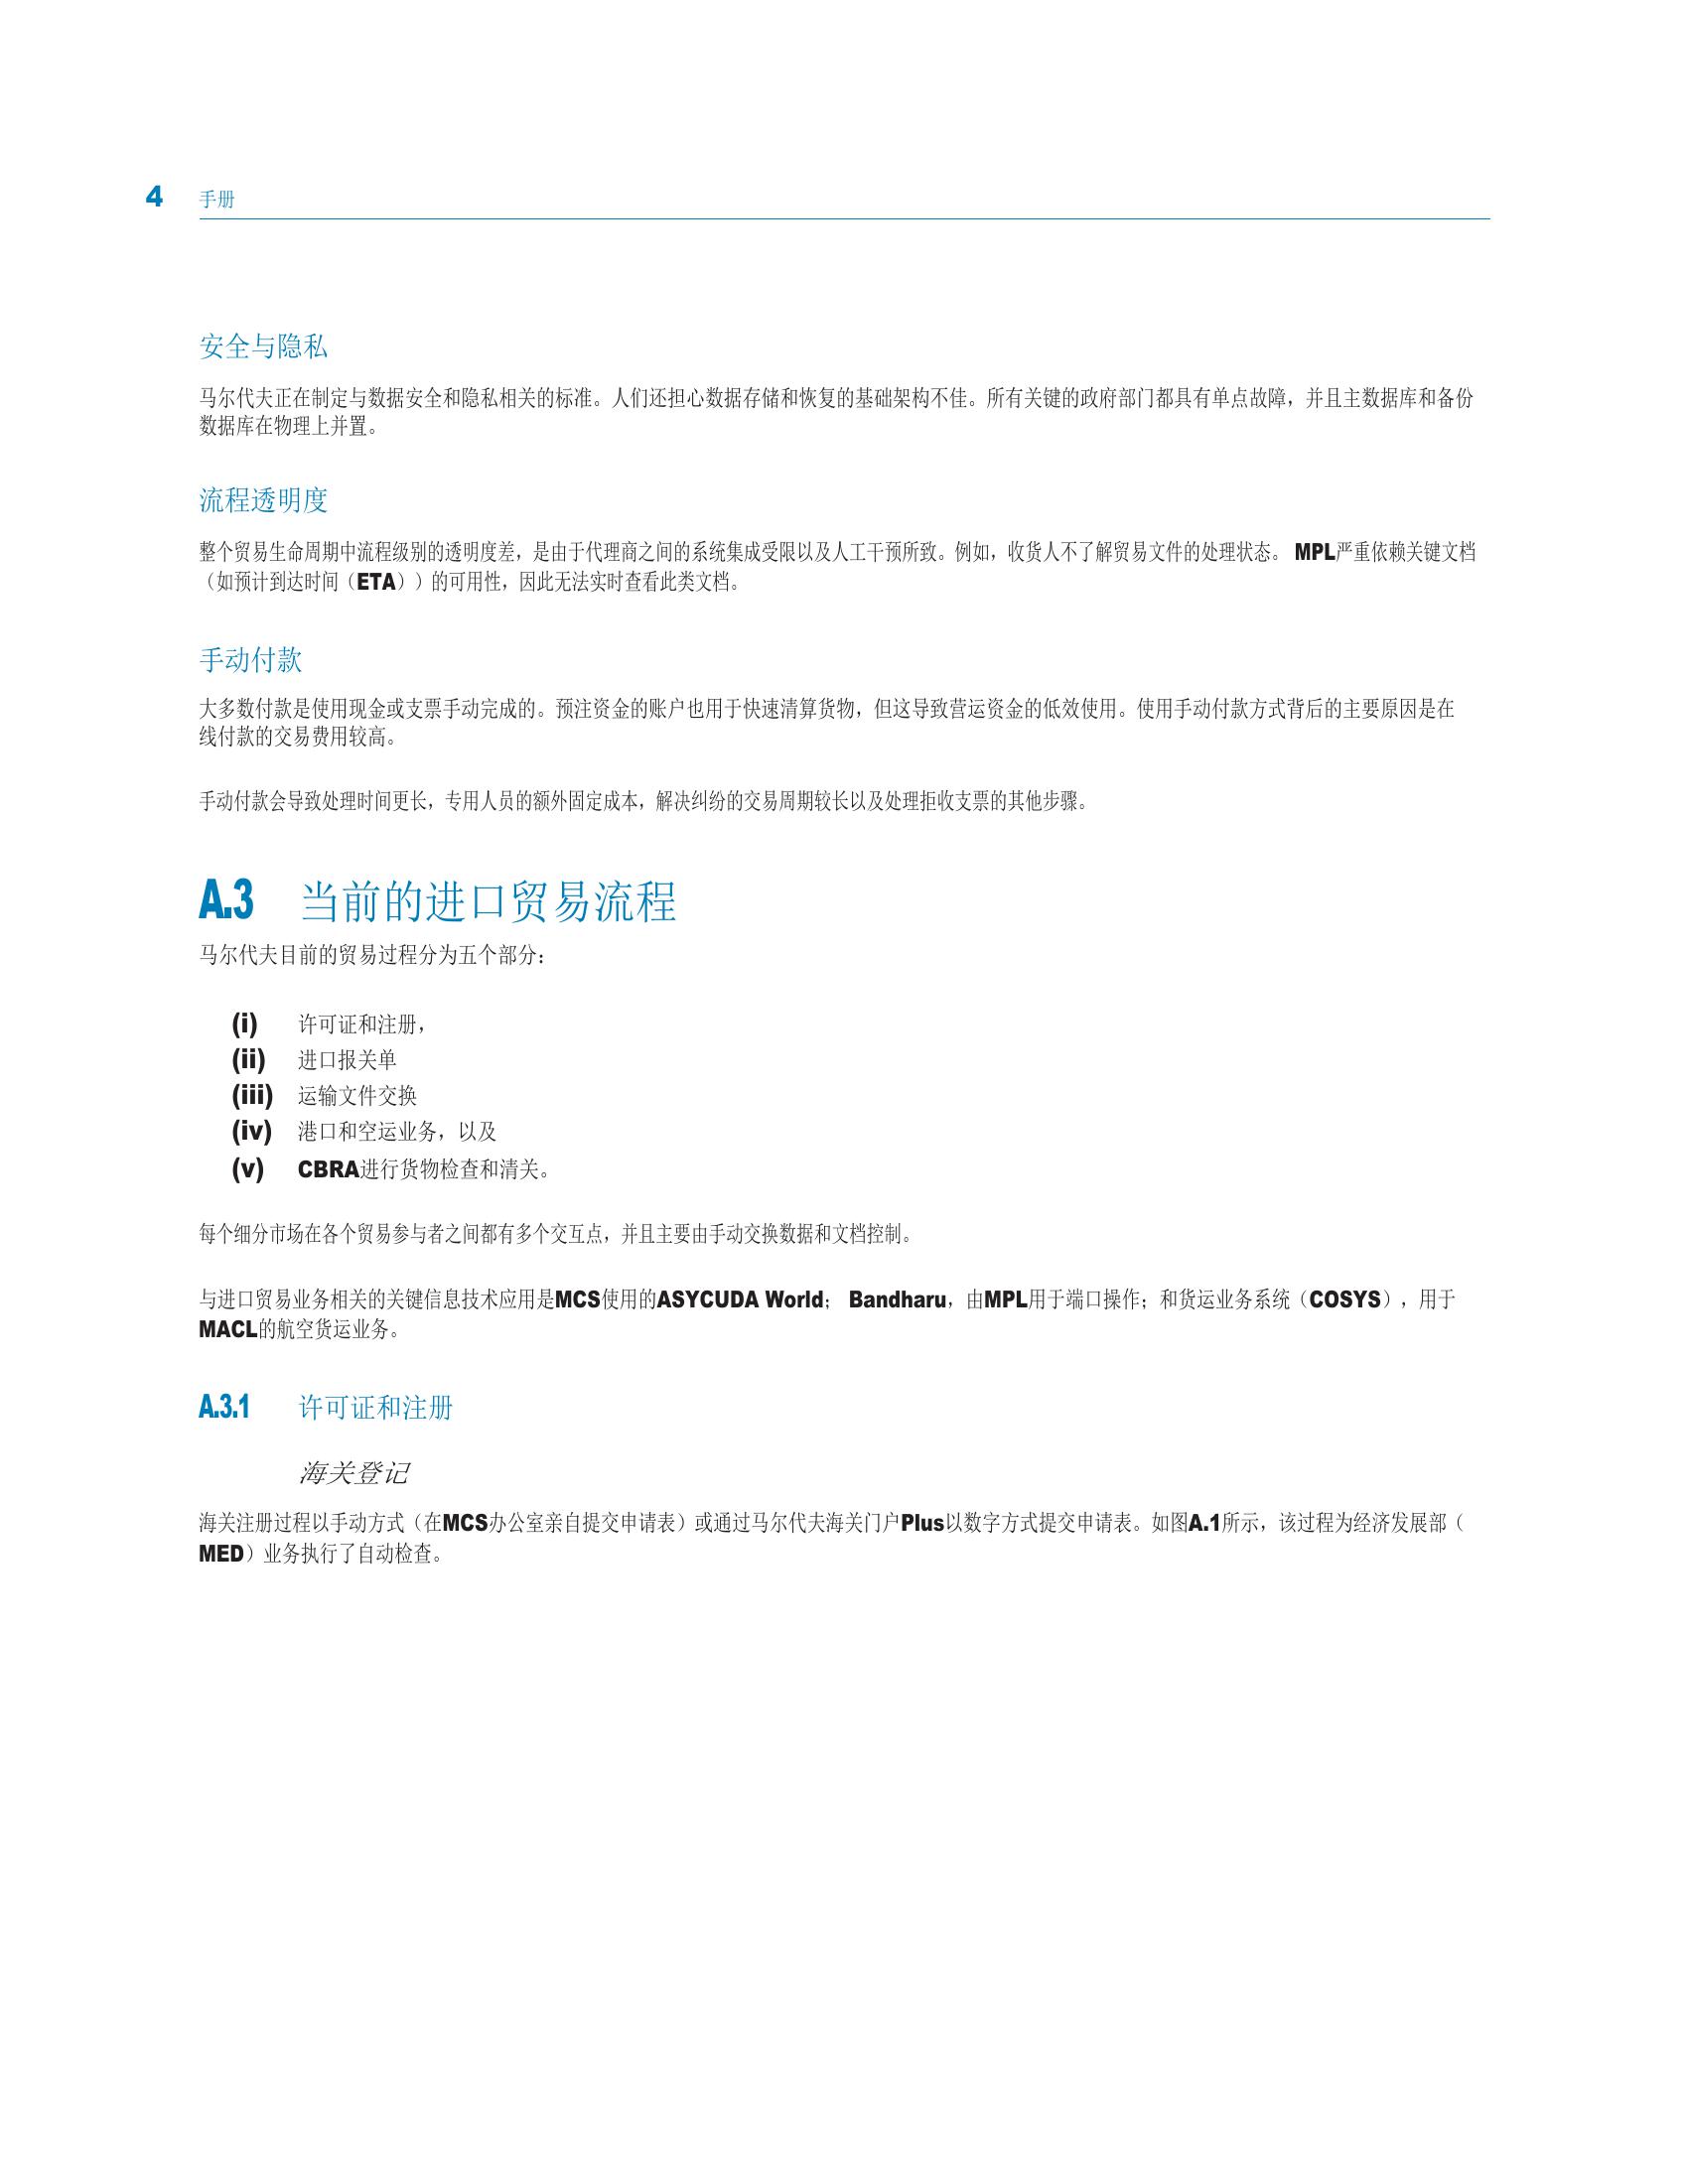 4 手册
安全与隐私
马尔代夫正在制定与数据安全和隐私相关的标准。人们还担心数据存储和恢复的基础架构不佳。所有关键的政府部门都具有单点故障，并且主数据库和备份
数据库在物理上并置。
流程透明度
整个贸易生命周期中流程级别的透明度差，是由于代理商之间的系统集成受限以及人工干预所致。例如，收货人不了解贸易文件的处理状态。 MPL严重依赖关键文档
（如预计到达时间（ETA））的可用性，因此无法实时查看此类文档。
手动付款
大多数付款是使用现金或支票手动完成的。预注资金的账户也用于快速清算货物，但这导致营运资金的低效使用。使用手动付款方式背后的主要原因是在
线付款的交易费用较高。
手动付款会导致处理时间更长，专用人员的额外固定成本，解决纠纷的交易周期较长以及处理拒收支票的其他步骤。
A.3 当前的进口贸易流程
马尔代夫目前的贸易过程分为五个部分：
(i) 许可证和注册，
(ii) 进口报关单
(iii) 运输文件交换
(iv) 港口和空运业务，以及
(v) CBRA进行货物检查和清关。
每个细分市场在各个贸易参与者之间都有多个交互点，并且主要由手动交换数据和文档控制。
与进口贸易业务相关的关键信息技术应用是MCS使用的ASYCUDA World； Bandharu，由MPL用于端口操作；和货运业务系统（COSYS），用于
MACL的航空货运业务。
A.3.1 许可证和注册
海关登记
海关注册过程以手动方式（在MCS办公室亲自提交申请表）或通过马尔代夫海关门户Plus以数字方式提交申请表。如图A.1所示，该过程为经济发展部（
MED）业务执行了自动检查。